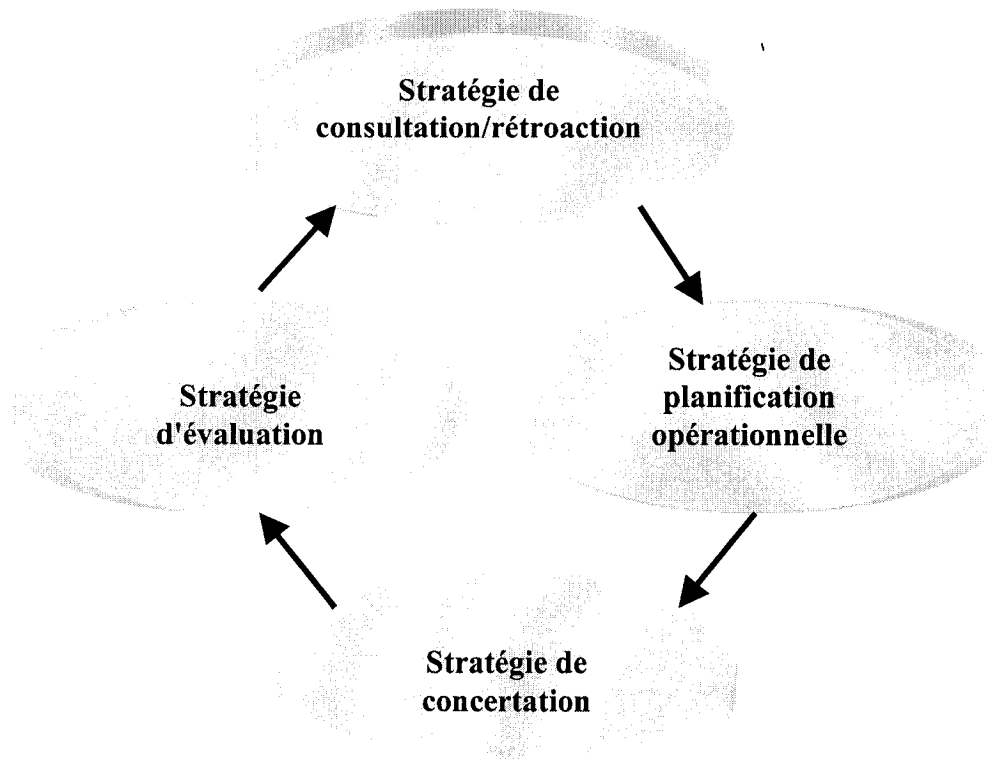 Stratégie de
consultation/rétroaction
Stratégie de
planification
opérationnelle
Stratégie
d'évaluation
Stratégie de
concertation